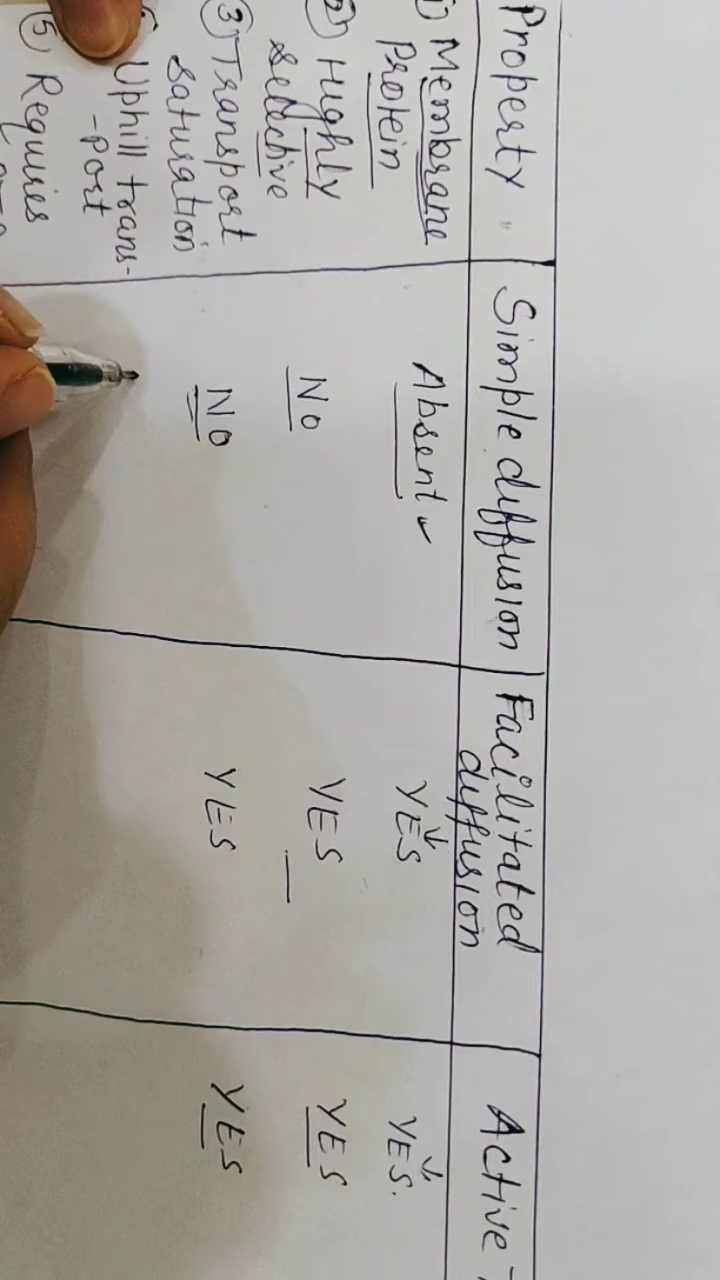 Property Simple diffusion Facilitated Active
diffusion
1) Membrane Absent ✓ YES YES.
Protein
2) Highly No YES YES
selective
3) Transport No YES YES
saturation
Uphill trans-
-port
5) Requires